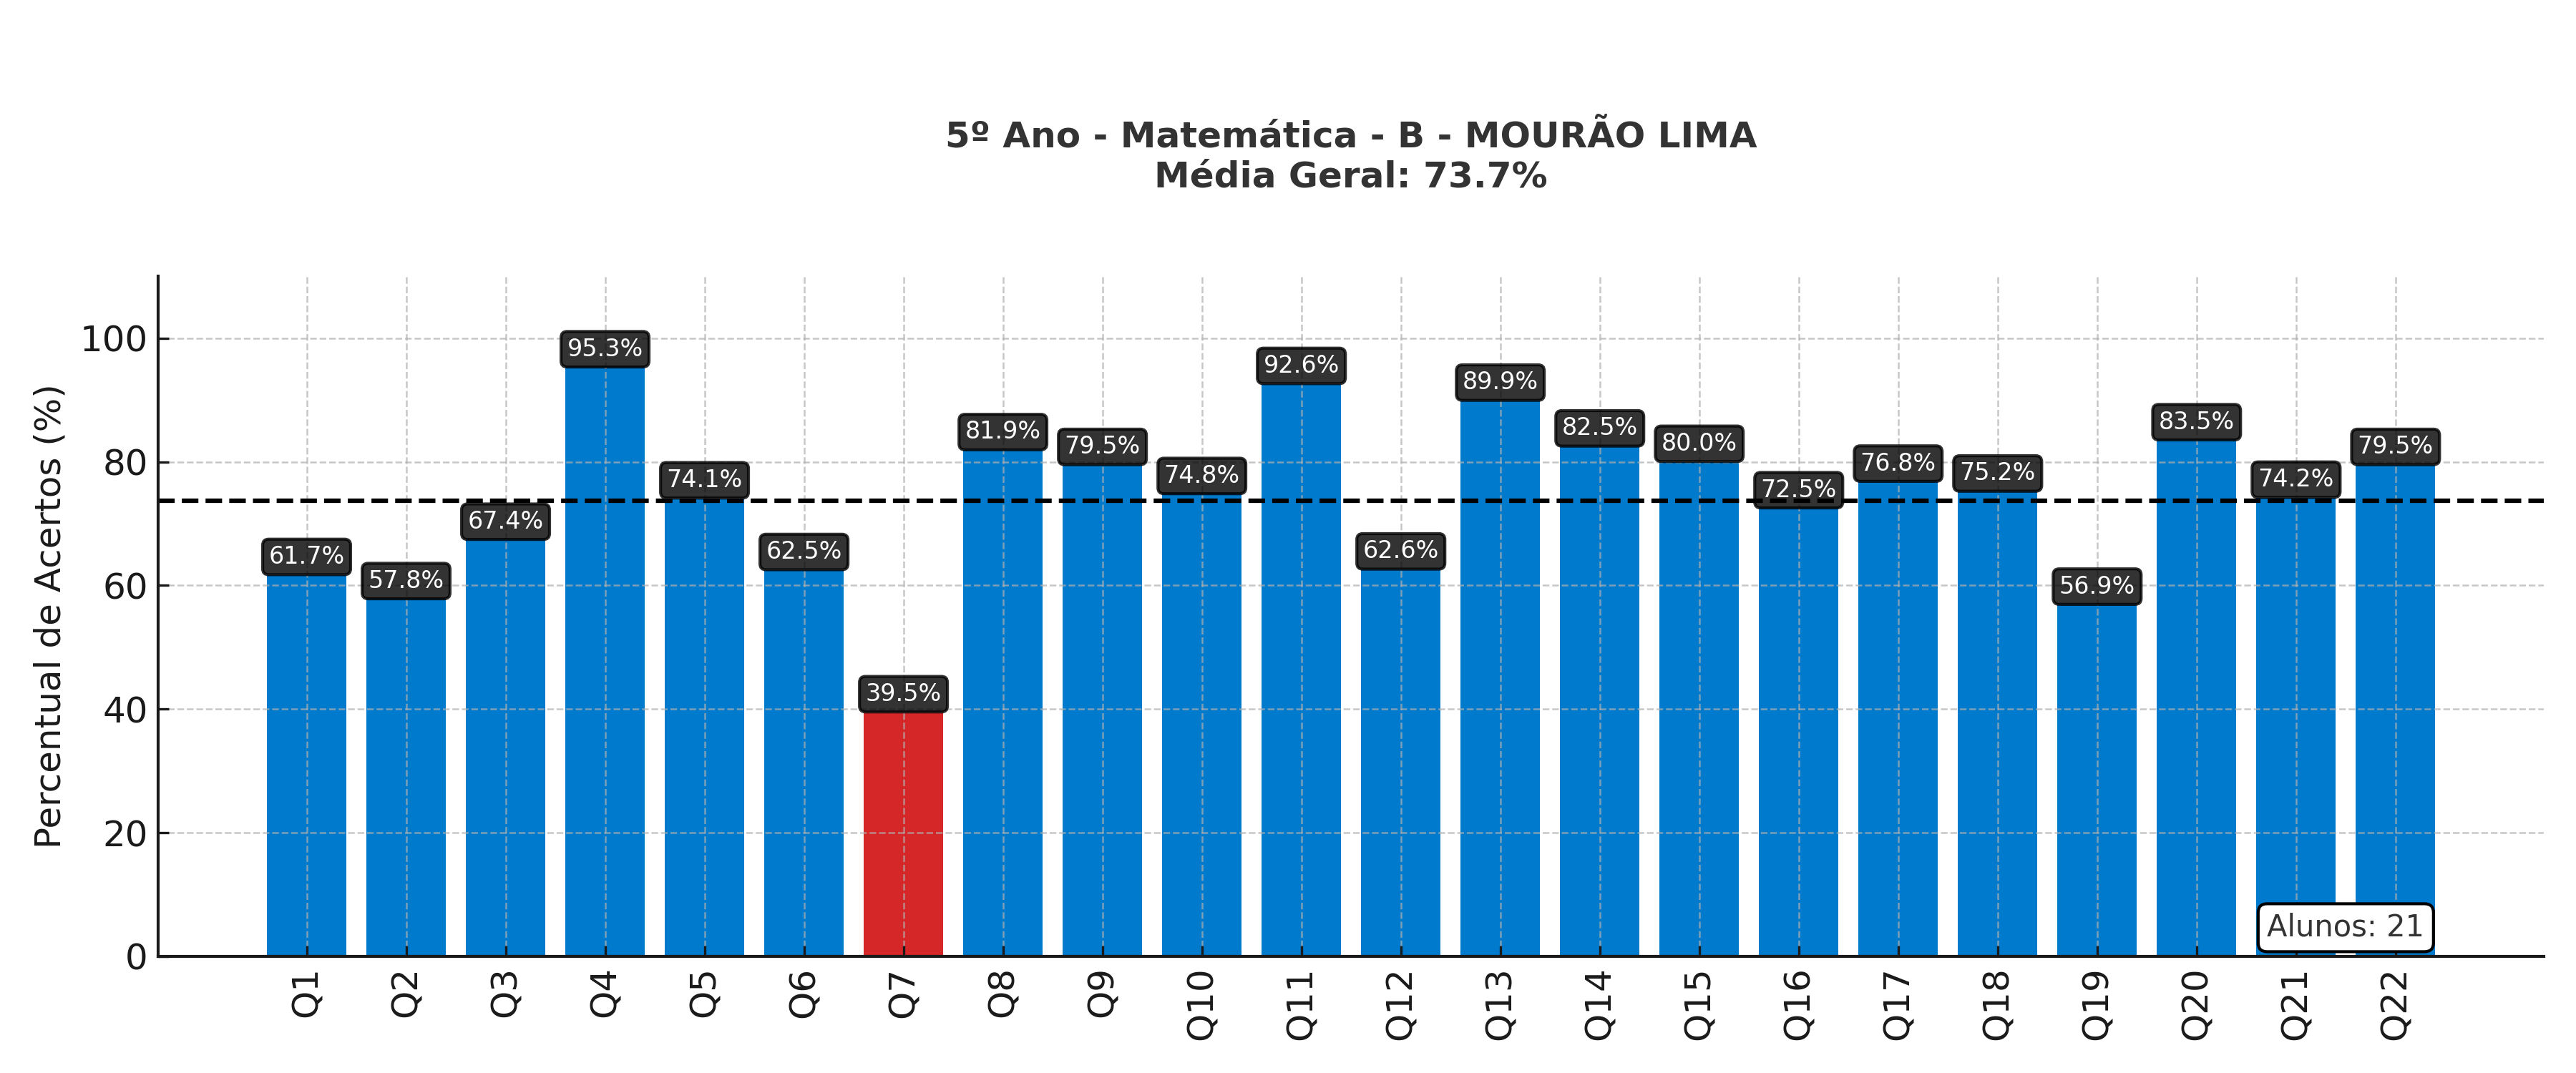 5º Ano - Matemática - B - MOURÃO LIMA
Média Geral: 73.7%
Percentual de Acertos (%)
100
80
60
40
20
0
61.7%
57.8%
67.4%
95.3%
74.1%
62.5%
39.5%
81.9%
79.5%
74.8%
92.6%
62.6%
89.9%
82.5%
80.0%
72.5%
76.8%
75.2%
56.9%
83.5%
74.2%
79.5%
Alunos: 21
Q1
Q2
Q3
Q4
Q5
Q6
Q7
Q8
Q9
Q10
Q11
Q12
Q13
Q14
Q15
Q16
Q17
Q18
Q19
Q20
Q21
Q22